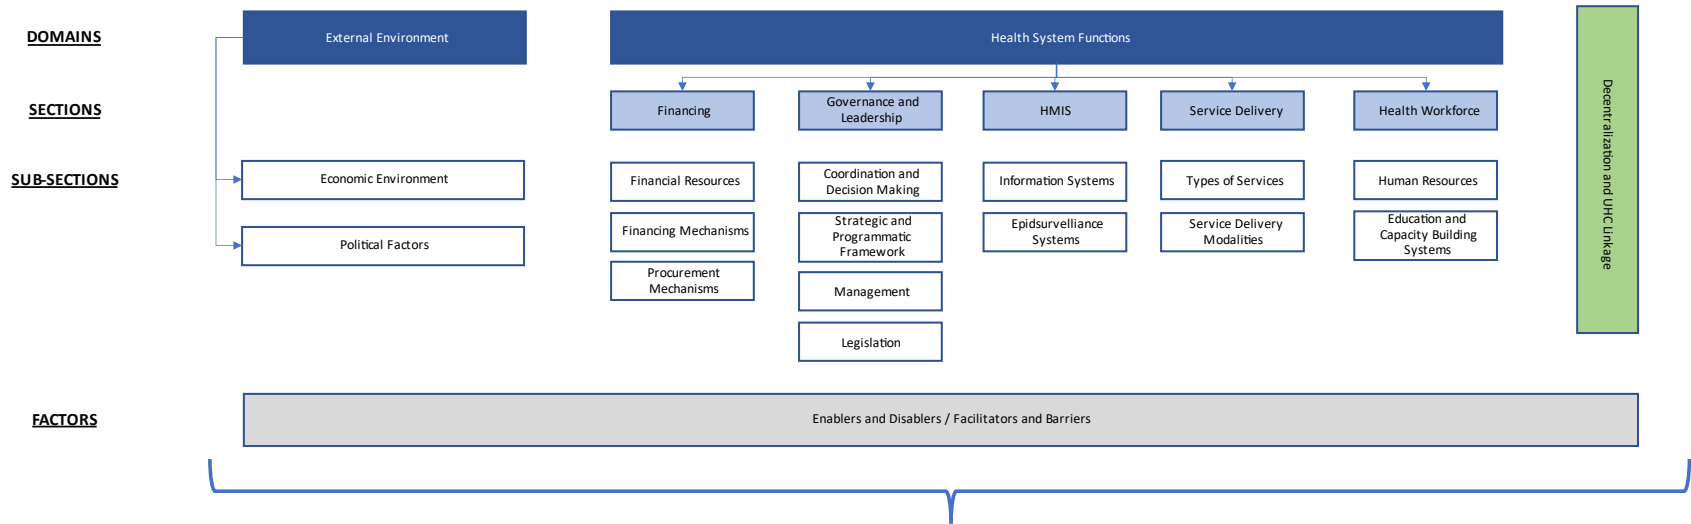 DOMAINS
External Environment
Health System Functions
SECTIONS
Financing
Governance and
Leadership
HMIS
Service Delivery
Health Workforce
SUB-SECTIONS
Economic Environment
Political Factors
Financial Resources
Financing Mechanisms
Procurement
Mechanisms
Coordination and
Decision Making
Strategic and
Programmatic
Framework
Management
Legislation
Information Systems
Epidsurvelliance
Systems
Types of Services
Service Delivery
Modalities
Human Resources
Education and
Capacity Building
Systems
Decentralization and UHC Linkage
FACTORS
Enablers and Disablers / Facilitators and Barriers